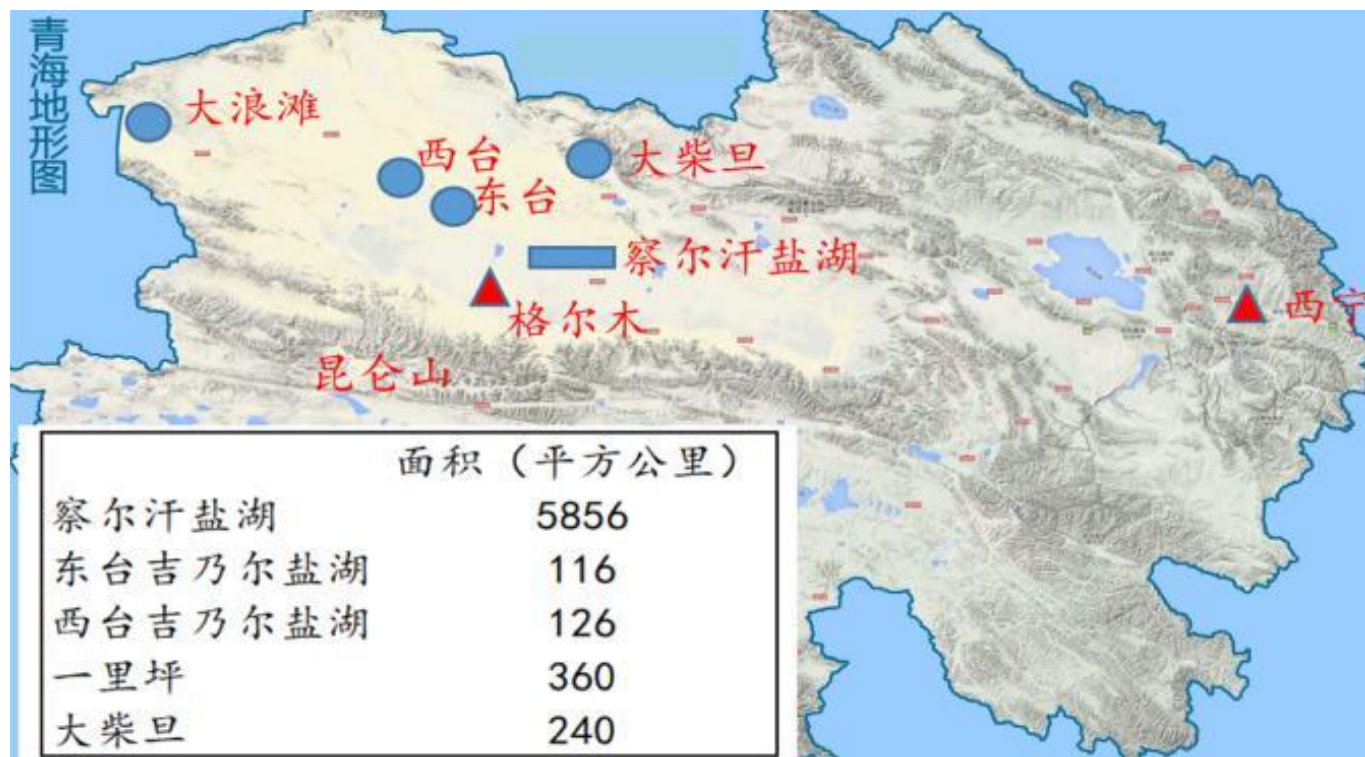 青海地形图
大浪滩
西台
大柴旦
东台
察尔汗盐湖
格尔木
西宁
昆仑山
面积（平方公里）
察尔汗盐湖 5856
东台吉乃尔盐湖 116
西台吉乃尔盐湖 126
一里坪 360
大柴旦 240